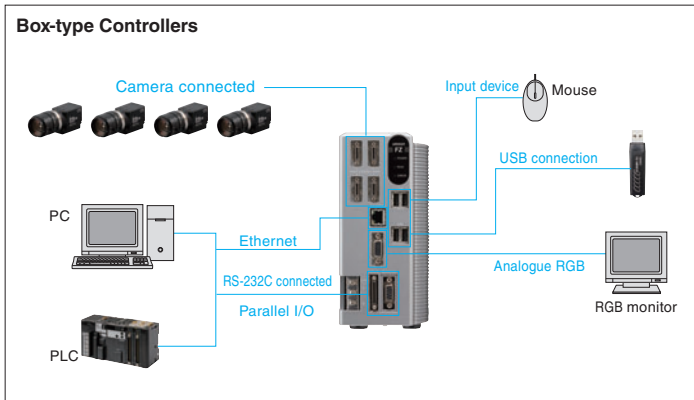 Box-type Controllers
Camera connected
Input device
Mouse
FZ
USB connection
PC
Ethernet
Analogue RGB
RS-232C connected
RGB monitor
Parallel I/O
PLC